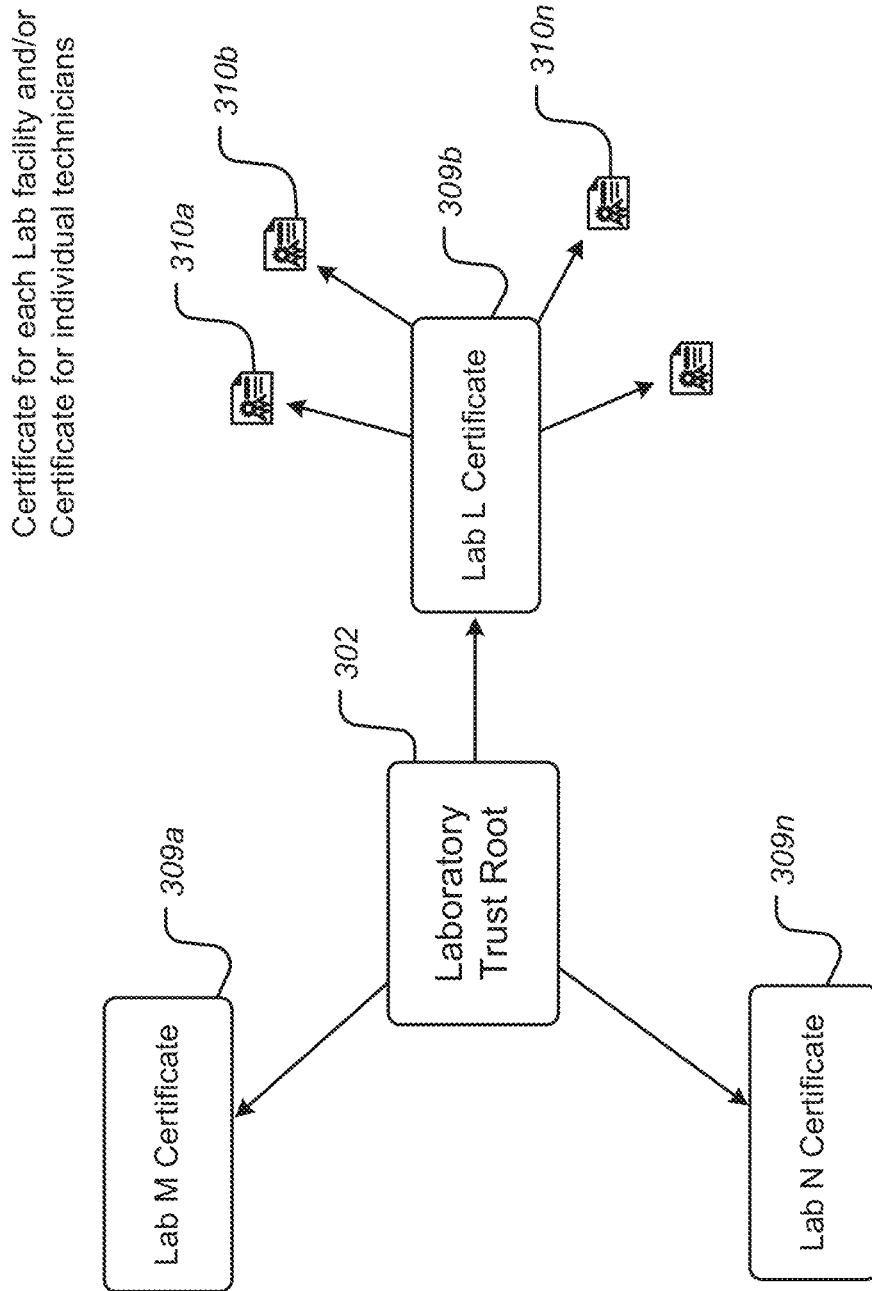 Certificate for each Lab facility and/or
Certificate for individual technicians
310a
310b
309b
310n
Lab L Certificate
302
Laboratory
Trust Root
309a
Lab M Certificate
309n
Lab N Certificate